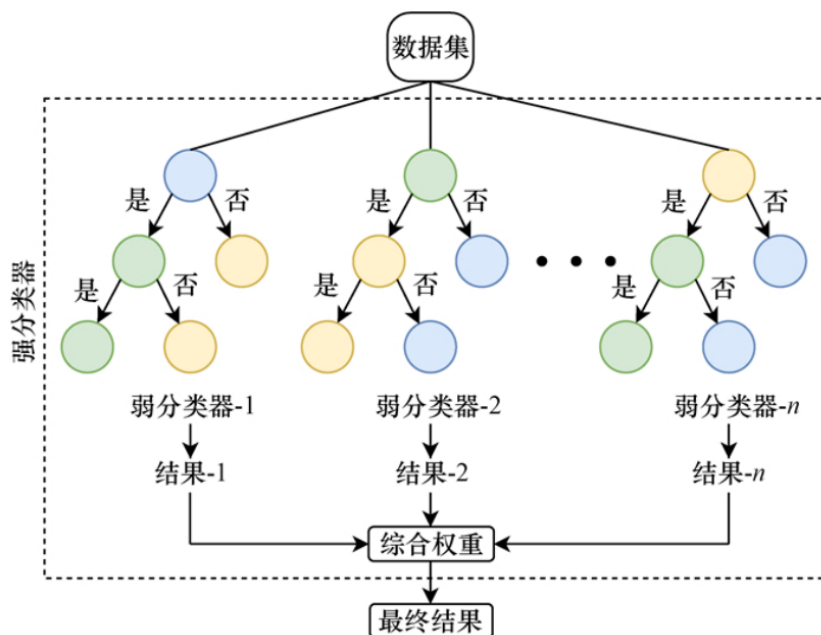 数据集
强分类器
是
否
是
否
是
否
是
否
是
否
是
否
• • •
弱分类器-1
弱分类器-2
弱分类器-n
结果-1
结果-2
结果-n
综合权重
最终结果